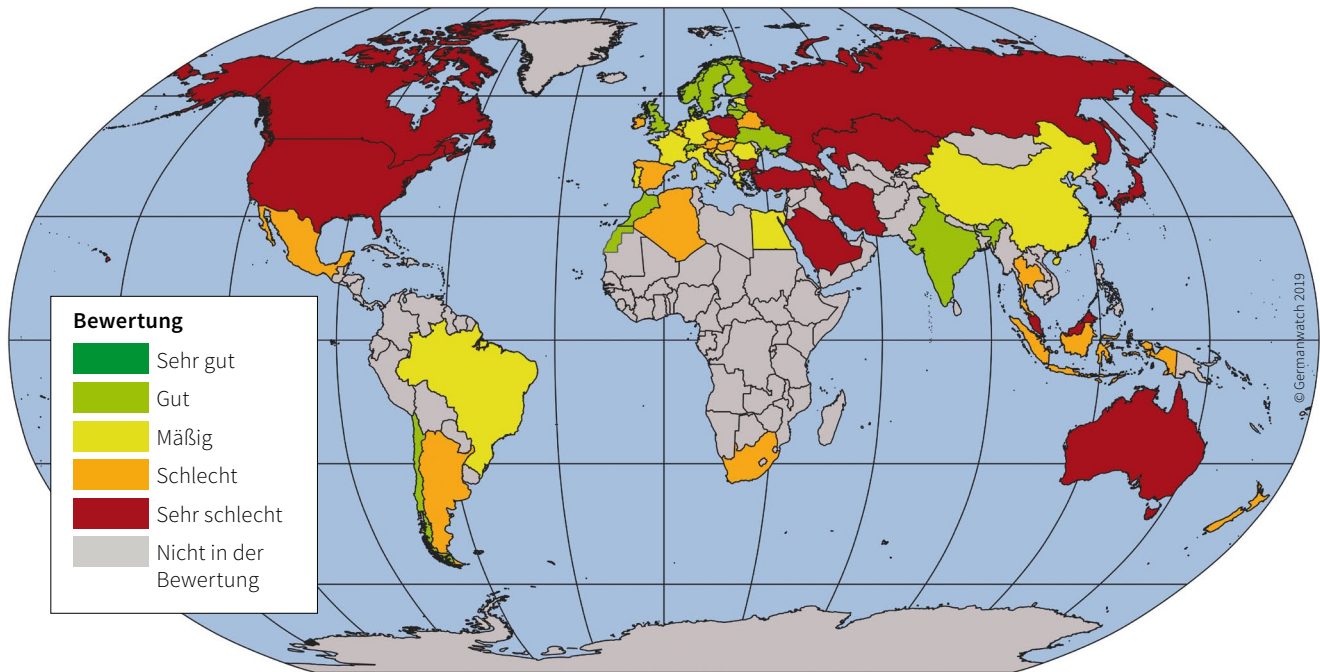 Bewertung
Sehr gut
Gut
Mäßig
Schlecht
Sehr schlecht
Nicht in der
Bewertung
© Germanwatch 2019